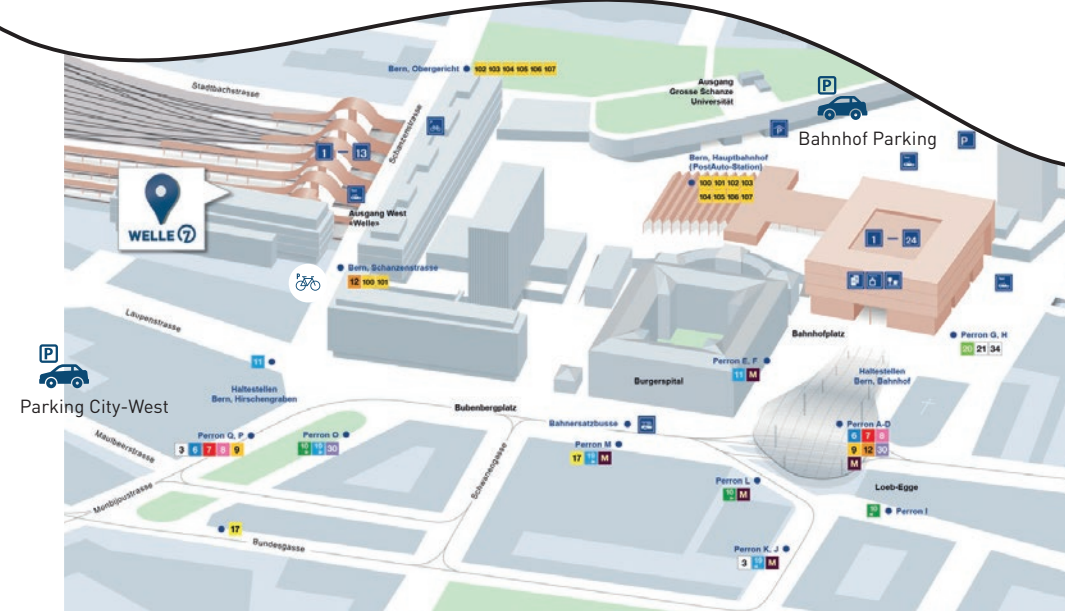 Bern, Obergericht
102 103 104 105 106 107
Stadtbachstrasse
Schanzenstrasse
Ausgang
Grosse Schanze
Universität
P
Bahnhof Parking
P
P
1 – 13
Bern, Hauptbahnhof
(PostAuto-Station)
100 101 102 103
104 105 106 107
WELLE 7
Ausgang West
«Welle»
1 – 24
Bern, Schanzenstrasse
12 100 101
P
Laupenstrasse
Bahnhofplatz
Perron G, H
20 21 34
P
Parking City-West
11
Haltestellen
Bern, Hirschengraben
Perron E, F
11 M
Burgerspital
Haltestellen
Bern, Bahnhof
Bubenbergplatz
Bahnersatzbusse
Perron A-D
6 7 8
9 12 30
M
Maulbeerstrasse
Perron Q, P
3 6 7 8 9
Perron O
10 19 30
Perron M
17 19 M
Schwanengasse
Monbijoustrasse
Perron L
10 M
Loeb-Egge
10
Perron I
17
Bundesgasse
Perron K, J
3 19 M